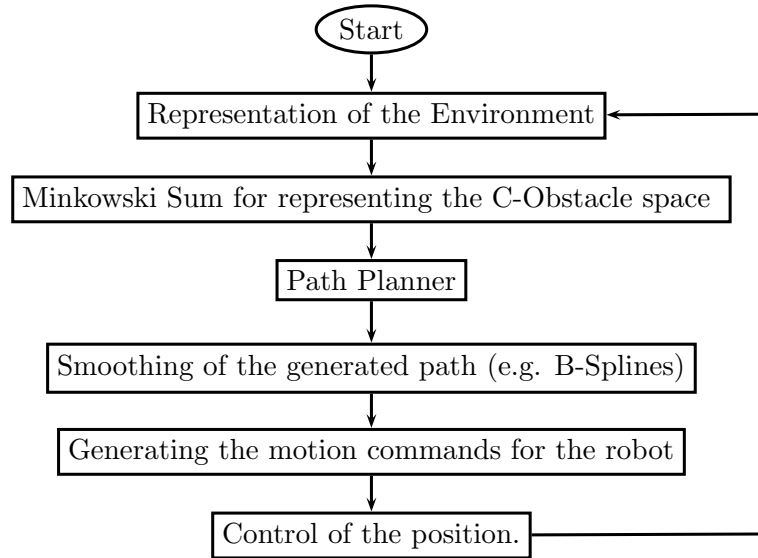 Start
Representation of the Environment
Minkowski Sum for representing the C-Obstacle space
Path Planner
Smoothing of the generated path (e.g. B-Splines)
Generating the motion commands for the robot
Control of the position.